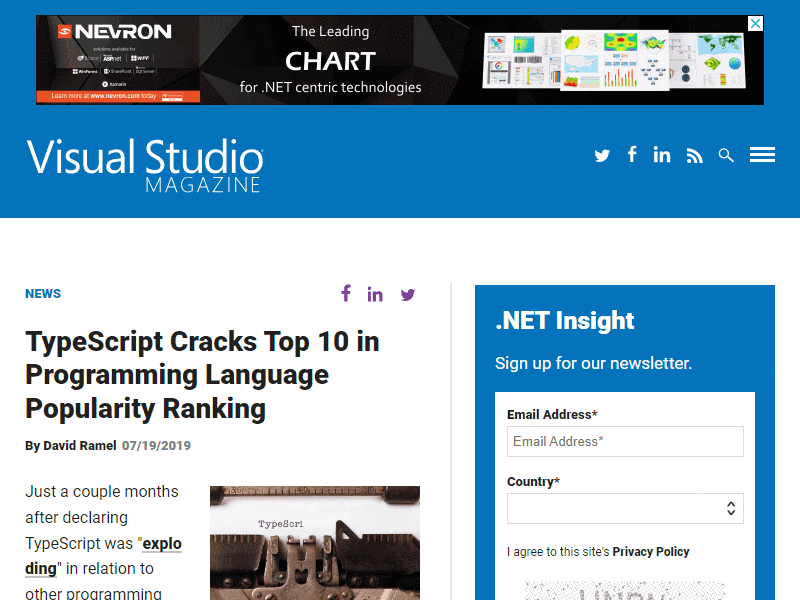 NEVRON
solutions available for
ASP.net
WPF
WinForms
SharePoint
SQL Server
Xamarin
Learn more at www.nevron.com today
The Leading
CHART
for .NET centric technologies
Visual Studio
MAGAZINE
NEWS
TypeScript Cracks Top 10 in
Programming Language
Popularity Ranking
By David Ramel 07/19/2019
Just a couple months
after declaring
TypeScript was "explo
ding" in relation to
other programming
TypeScri
.NET Insight
Sign up for our newsletter.
Email Address*
Email Address*
Country*
I agree to this site's Privacy Policy